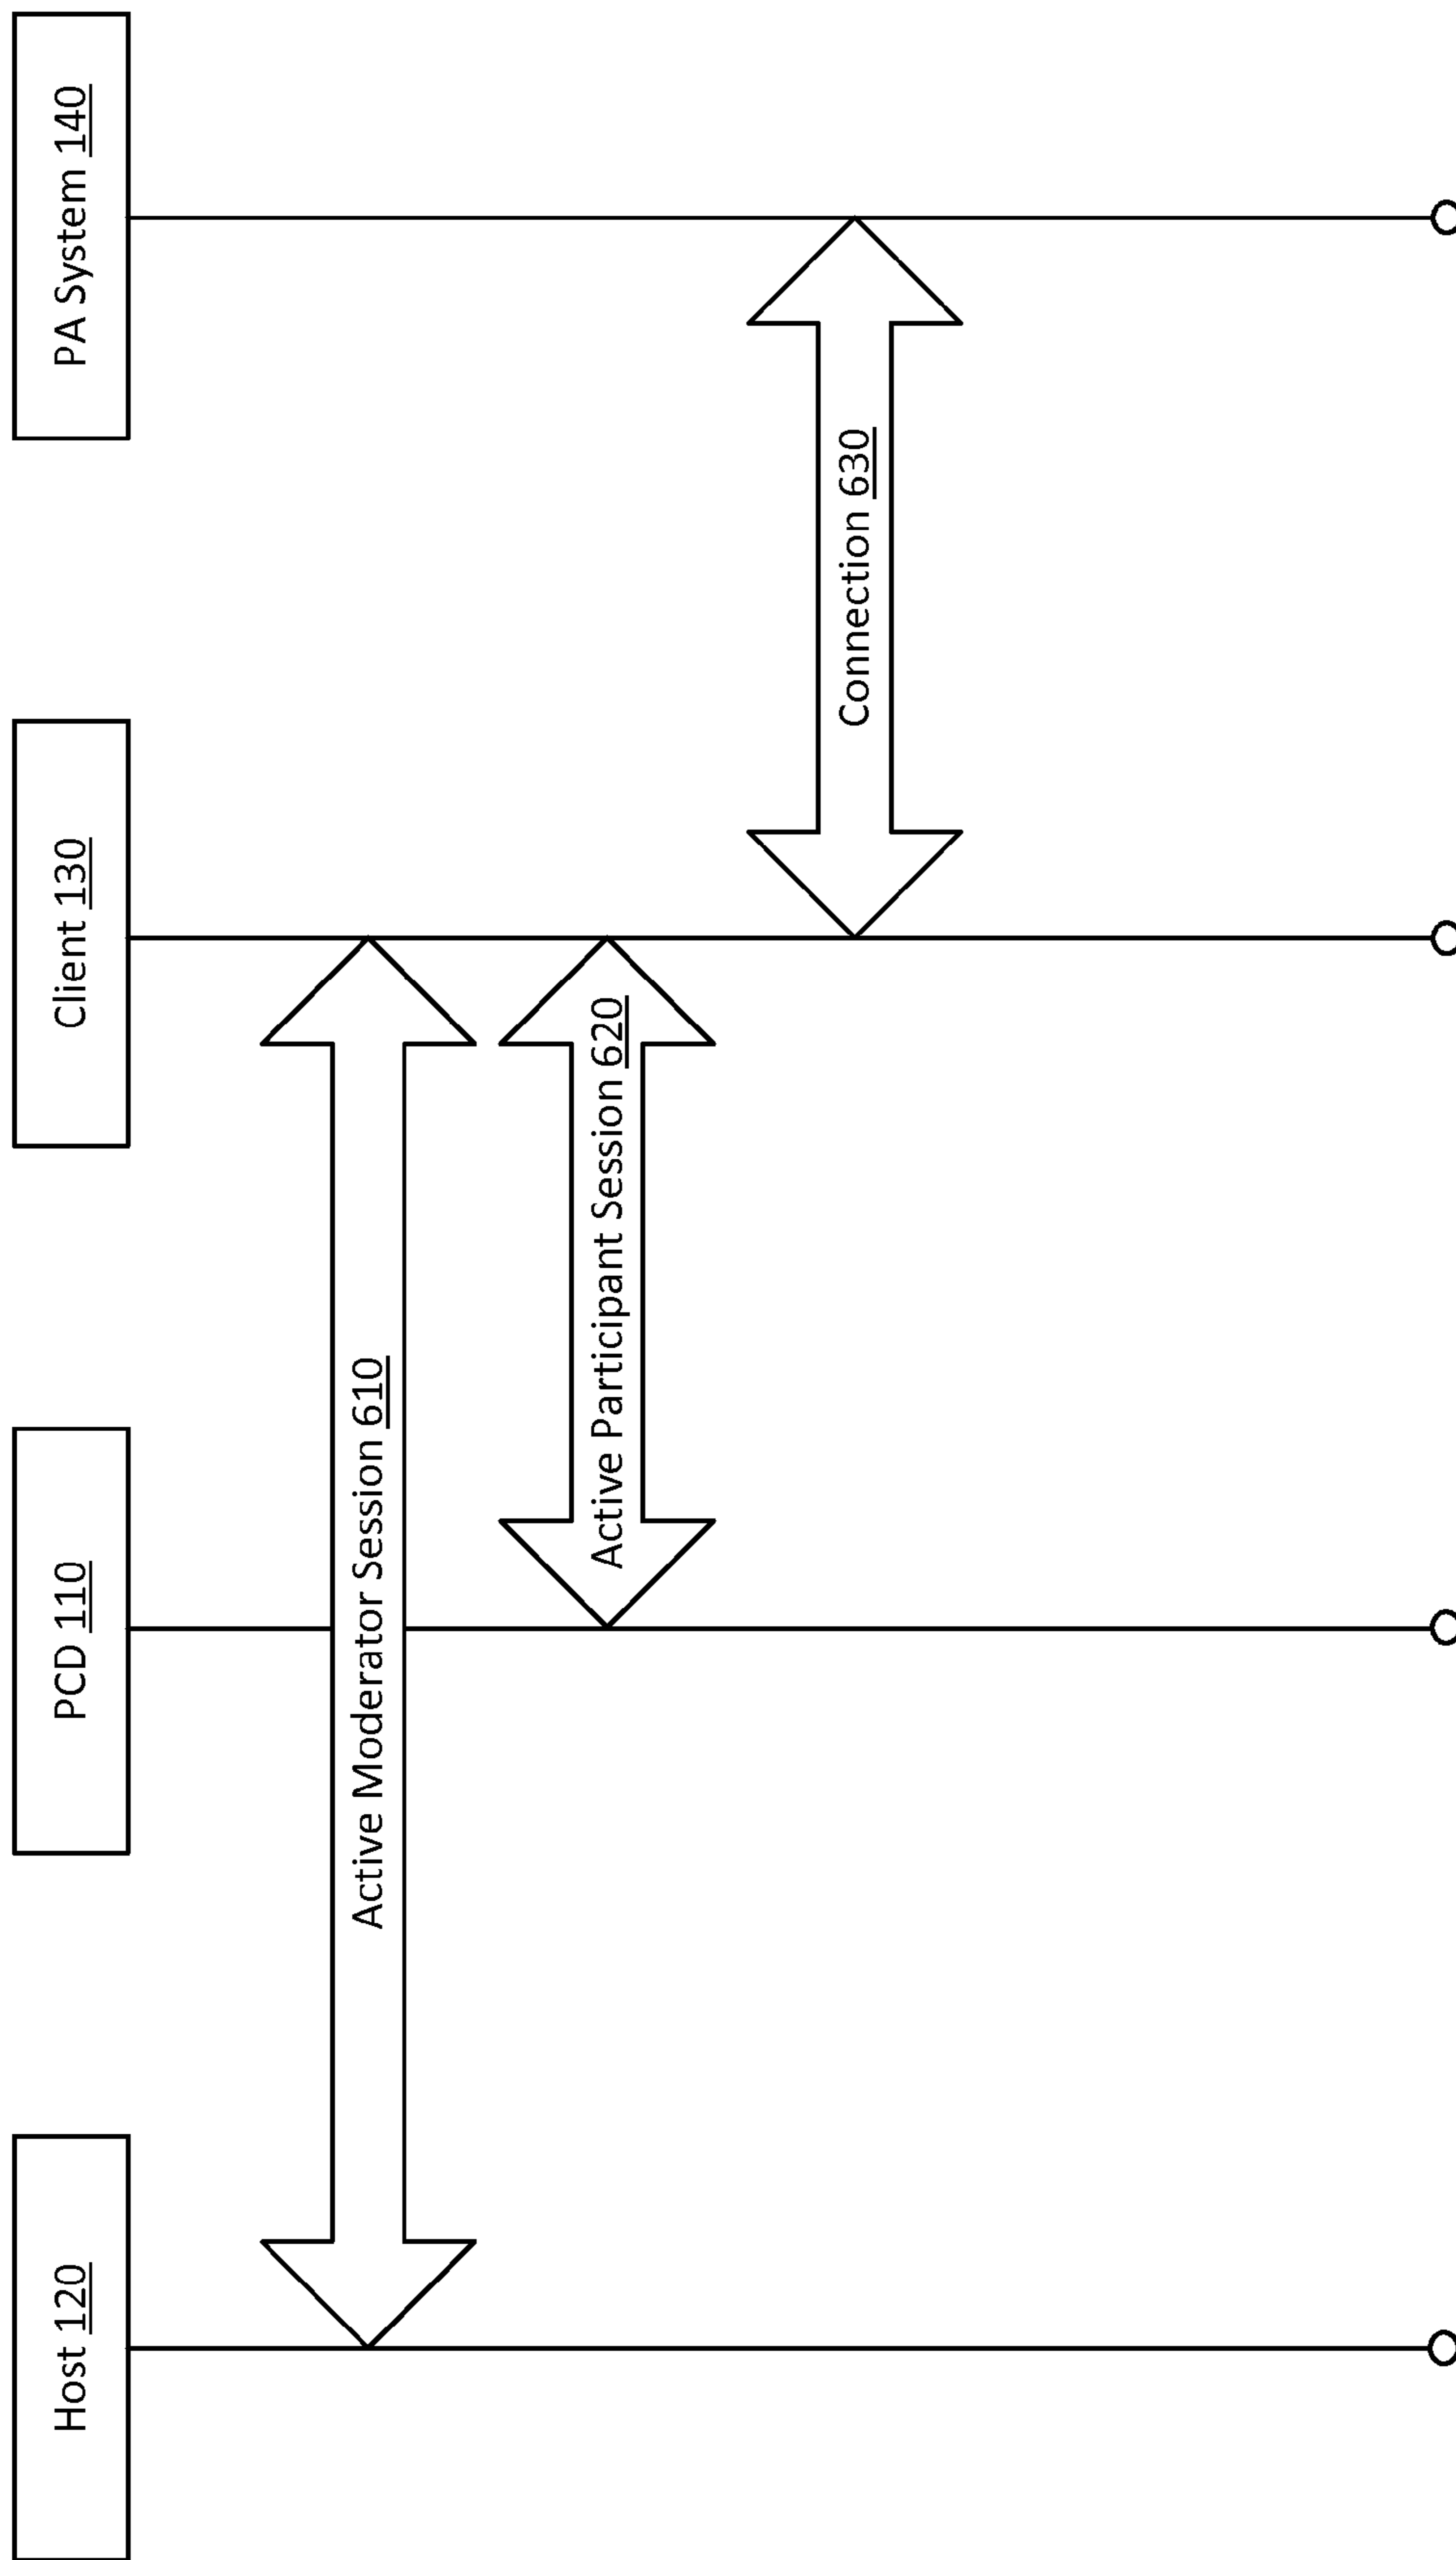 Host 120
PCD 110
Client 130
PA System 140
Active Moderator Session 610
Active Participant Session 620
Connection 630